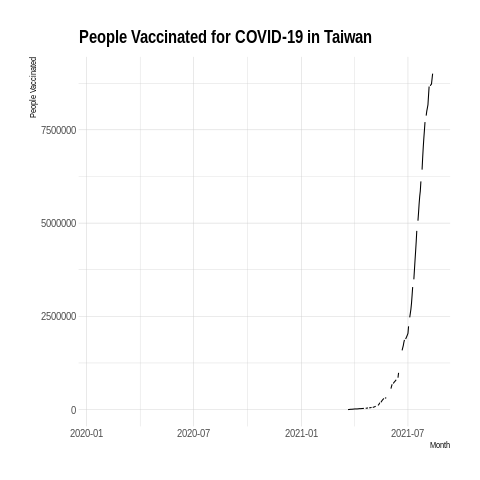 People Vaccinated for COVID-19 in Taiwan
People Vaccinated
7500000
5000000
2500000
0
2020-01 2020-07 2021-01 2021-07
Month